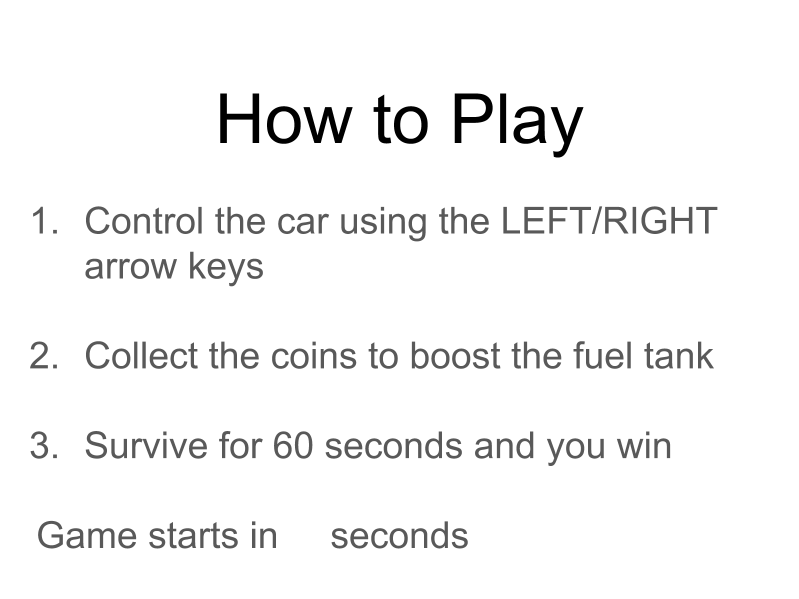 How to Play
1. Control the car using the LEFT/RIGHT
arrow keys
2. Collect the coins to boost the fuel tank
3. Survive for 60 seconds and you win
Game starts in     seconds